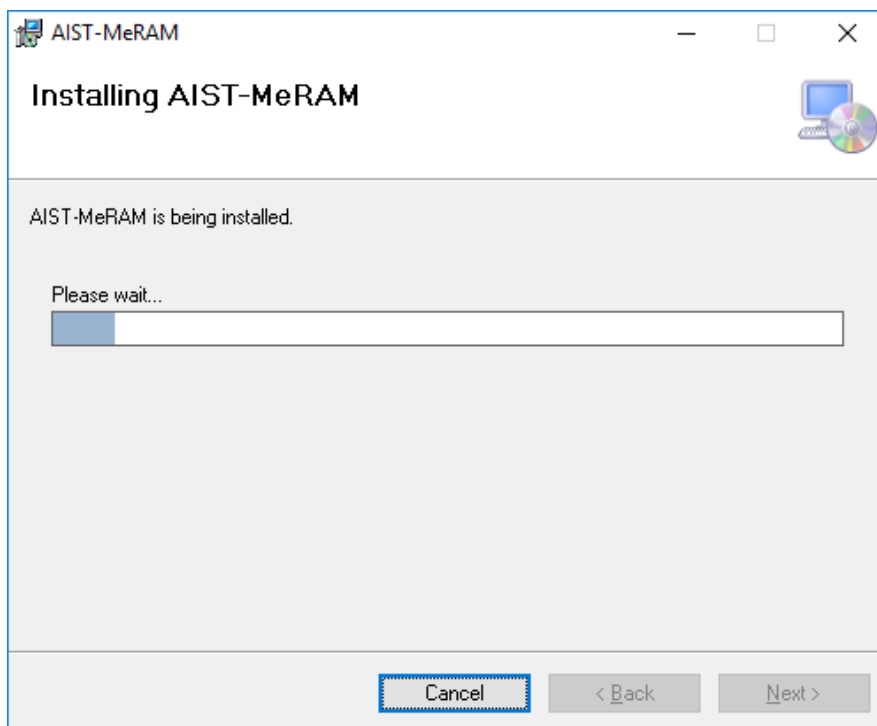 AIST-MeRAM
Installing AIST-MeRAM
AIST-MeRAM is being installed.
Please wait...
Cancel
< Back
Next >